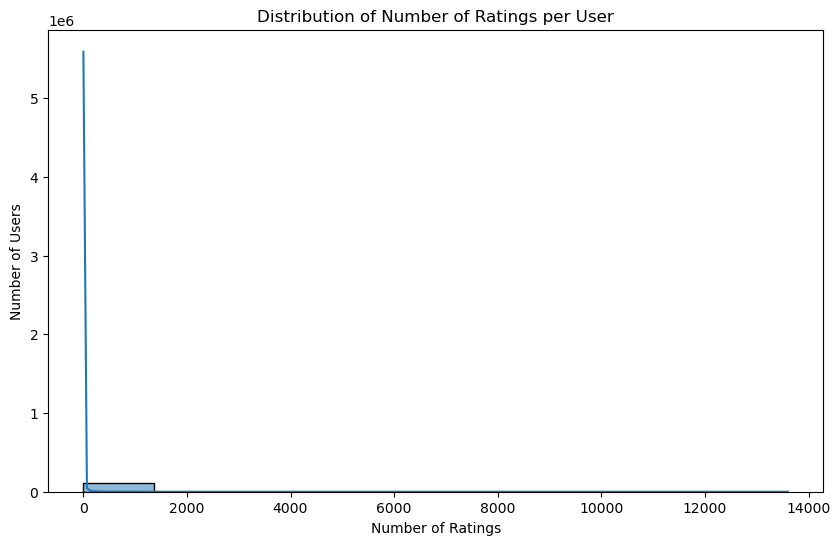 Distribution of Number of Ratings per User
1e6
5
4
3
2
1
0
Number of Users
0 2000 4000 6000 8000 10000 12000 14000
Number of Ratings